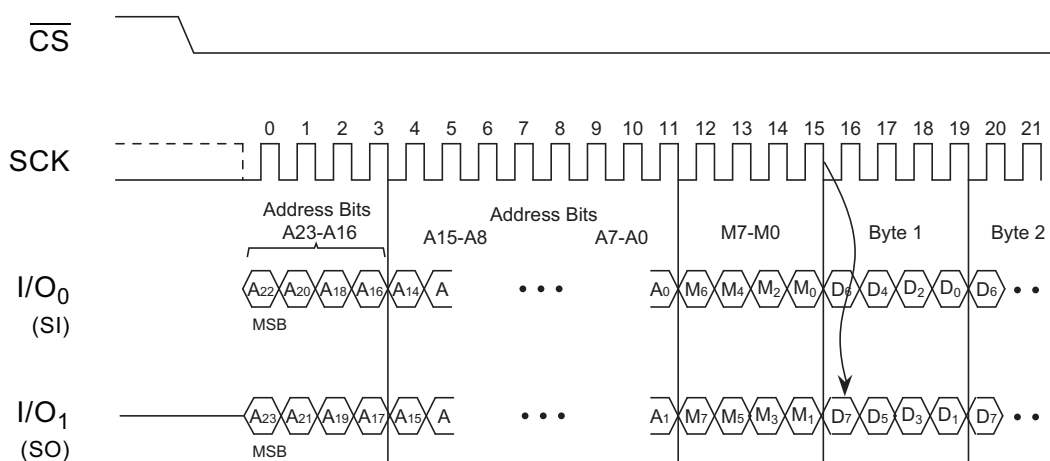 CS
0 1 2 3 4 5 6 7 8 9 10 11 12 13 14 15 16 17 18 19 20 21
SCK
Address Bits
A23-A16
Address Bits
A15-A8 A7-A0 M7-M0 Byte 1 Byte 2
I/O0 A22 A20 A18 A16 A14 A • • • A0 M6 M4 M2 M0 D6 D4 D2 D0 D6 • •
(SI)
MSB
I/O1 A23 A21 A19 A17 A15 A • • • A1 M7 M5 M3 M1 D7 D5 D3 D1 D7 • •
(SO)
MSB